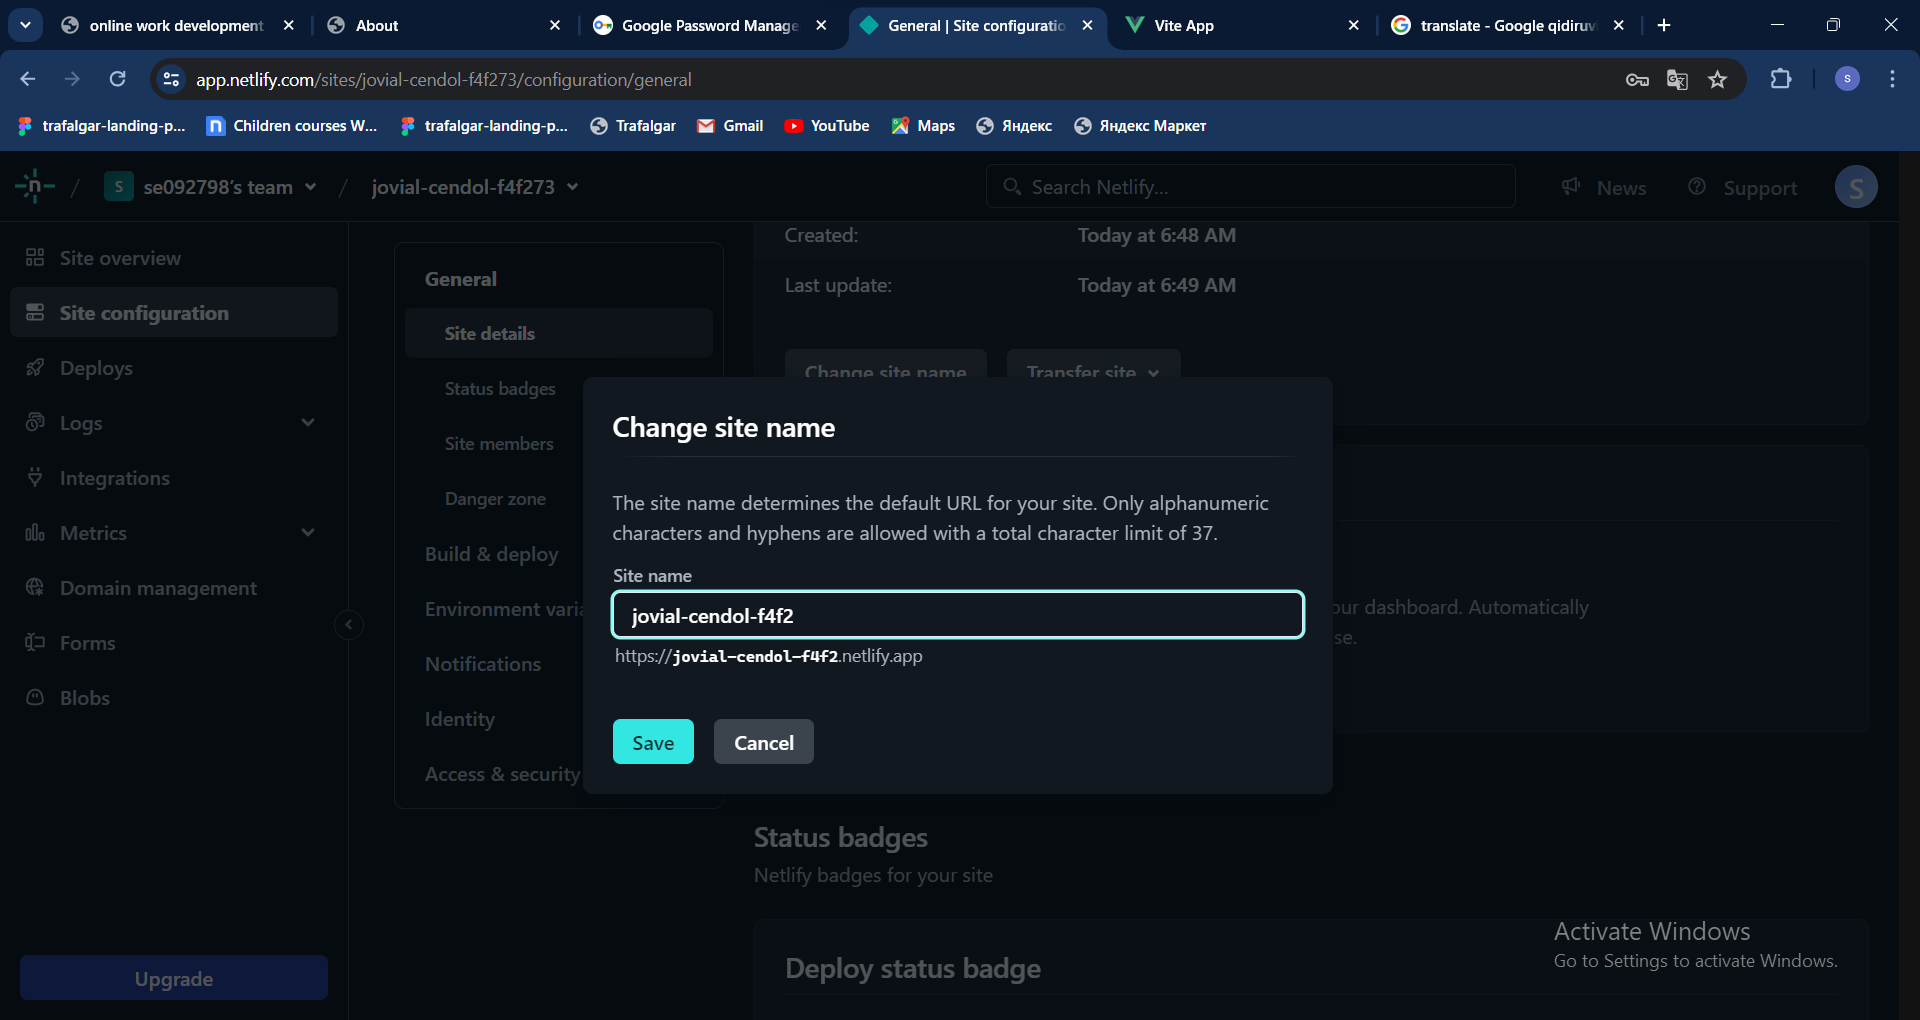 online work development
About
Google Password Manage
General | Site configuratio
Vite App
translate - Google qidiruv
app.netlify.com/sites/jovial-cendol-f4f273/configuration/general
S
trafalgar-landing-p...
Children courses W...
trafalgar-landing-p...
Trafalgar
Gmail
YouTube
Maps
Яндекс
Яндекс Маркет
n
/
S
se092798's team
/
jovial-cendol-f4f273
Search Netlify...
News
Support
S
Site overview
Site configuration
Deploys
Logs
Integrations
Metrics
Domain management
Forms
Blobs
Upgrade
General
Site details
Status badges
Site members
Danger zone
Build & deploy
Environment varia
Notifications
Identity
Access & security
Created:
Today at 6:48 AM
Last update:
Today at 6:49 AM
Change site name
Transfer site
Change site name
The site name determines the default URL for your site. Only alphanumeric
characters and hyphens are allowed with a total character limit of 37.
Site name
jovial-cendol-f4f2
https://jovial-cendol-f4f2.netlify.app
Save
Cancel
our dashboard. Automatically
se.
Status badges
Netlify badges for your site
Deploy status badge
Activate Windows
Go to Settings to activate Windows.